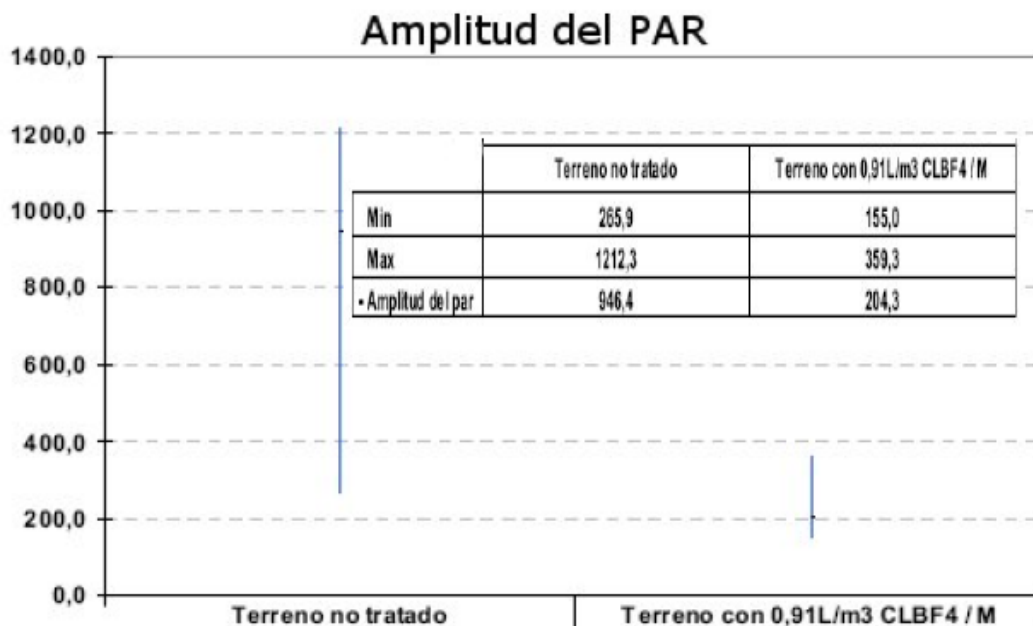 Amplitud del PAR
1400,0
1200,0
1000,0
800,0
600,0
400,0
200,0
0,0
Terreno no tratado Terreno con 0,91L/m3 CLBF4 / M
Min 265,9 155,0
Max 1212,3 359,3
Amplitud del par 946,4 204,3
Terreno no tratado Terreno con 0,91L/m3 CLBF4 / M